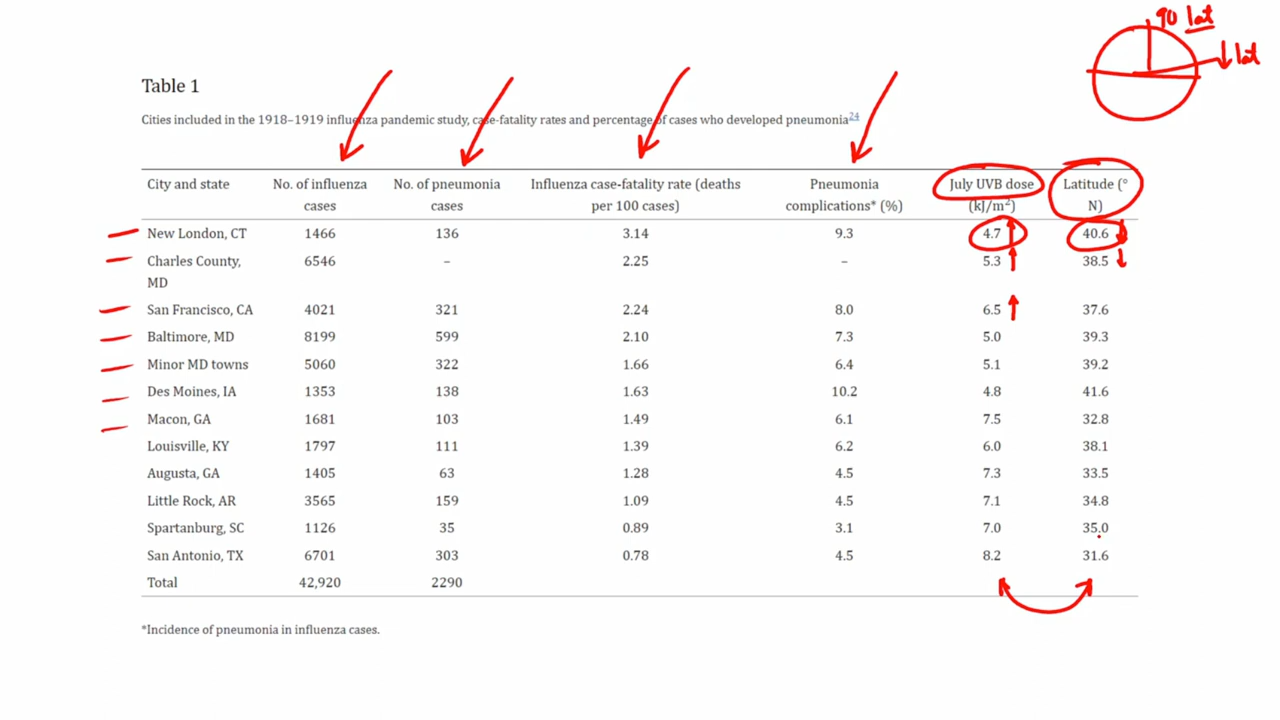 90 lat
↓ lat
Table 1
Cities included in the 1918–1919 influenza pandemic study, case-fatality rates and percentage of cases who developed pneumonia24
City and state No. of influenza cases No. of pneumonia cases Influenza case-fatality rate (deaths per 100 cases) Pneumonia complications* (%) July UVB dose (kJ/m2) Latitude (° N)
New London, CT 1466 136 3.14 9.3 4.7 40.6
Charles County, MD 6546 – 2.25 – 5.3 38.5
San Francisco, CA 4021 321 2.24 8.0 6.5 37.6
Baltimore, MD 8199 599 2.10 7.3 5.0 39.3
Minor MD towns 5060 322 1.66 6.4 5.1 39.2
Des Moines, IA 1353 138 1.63 10.2 4.8 41.6
Macon, GA 1681 103 1.49 6.1 7.5 32.8
Louisville, KY 1797 111 1.39 6.2 6.0 38.1
Augusta, GA 1405 63 1.28 4.5 7.3 33.5
Little Rock, AR 3565 159 1.09 4.5 7.1 34.8
Spartanburg, SC 1126 35 0.89 3.1 7.0 35.0
San Antonio, TX 6701 303 0.78 4.5 8.2 31.6
Total 42,920 2290
*Incidence of pneumonia in influenza cases.